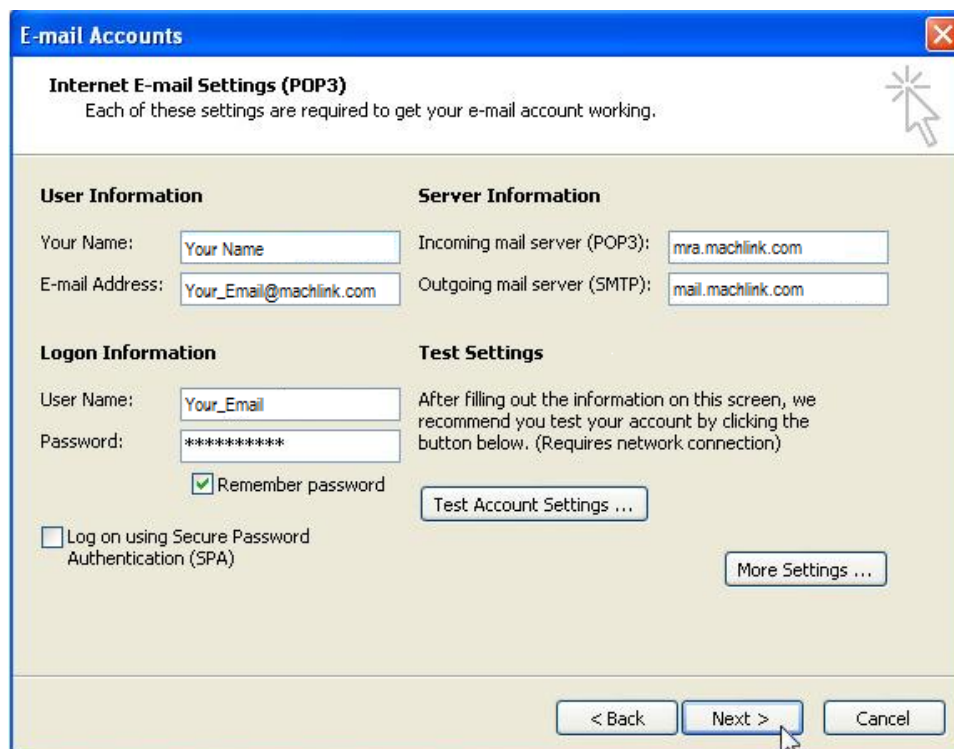 E-mail Accounts
Internet E-mail Settings (POP3)
Each of these settings are required to get your e-mail account working.
User Information
Your Name: Your Name
E-mail Address: Your_Email@machlink.com
Server Information
Incoming mail server (POP3): mra.machlink.com
Outgoing mail server (SMTP): mail.machlink.com
Logon Information
User Name: Your_Email
Password: **********
Remember password
Log on using Secure Password
Authentication (SPA)
Test Settings
After filling out the information on this screen, we
recommend you test your account by clicking the
button below. (Requires network connection)
Test Account Settings ...
More Settings ...
< Back
Next >
Cancel